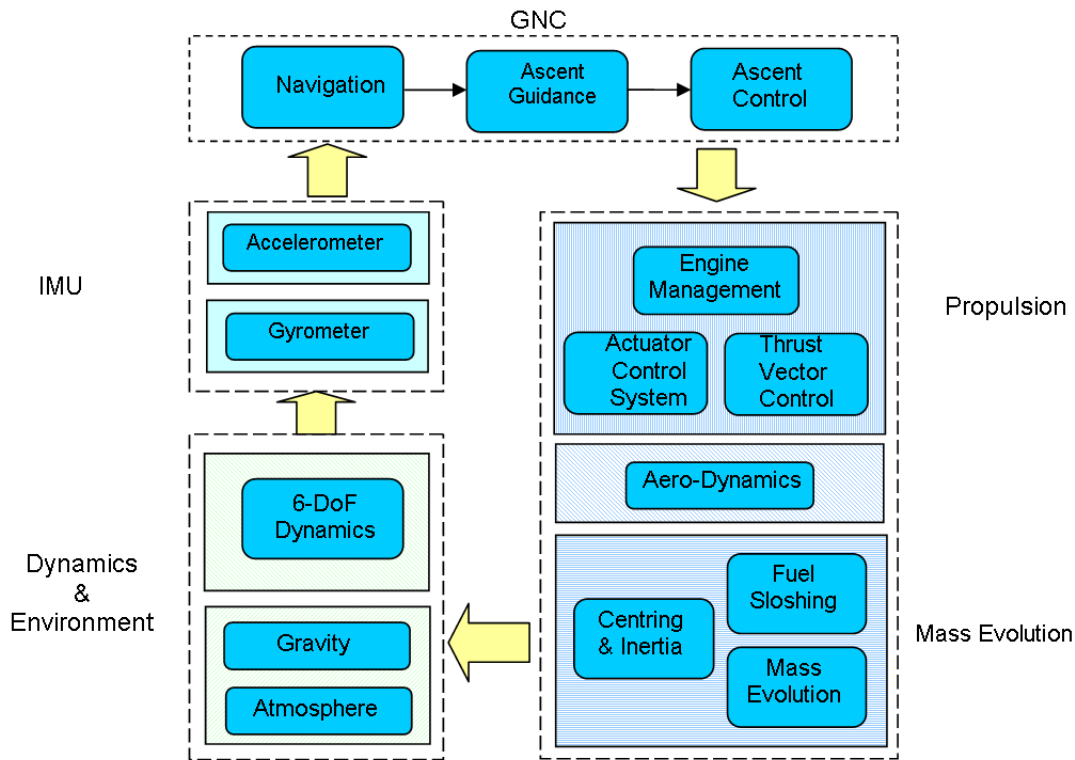 GNC
Navigation
Ascent
Guidance
Ascent
Control
IMU
Accelerometer
Gyrometer
Engine
Management
Actuator
Control
System
Thrust
Vector
Control
Propulsion
Aero-Dynamics
Dynamics
&
Environment
6-DoF
Dynamics
Gravity
Atmosphere
Fuel
Sloshing
Centring
& Inertia
Mass
Evolution
Mass Evolution